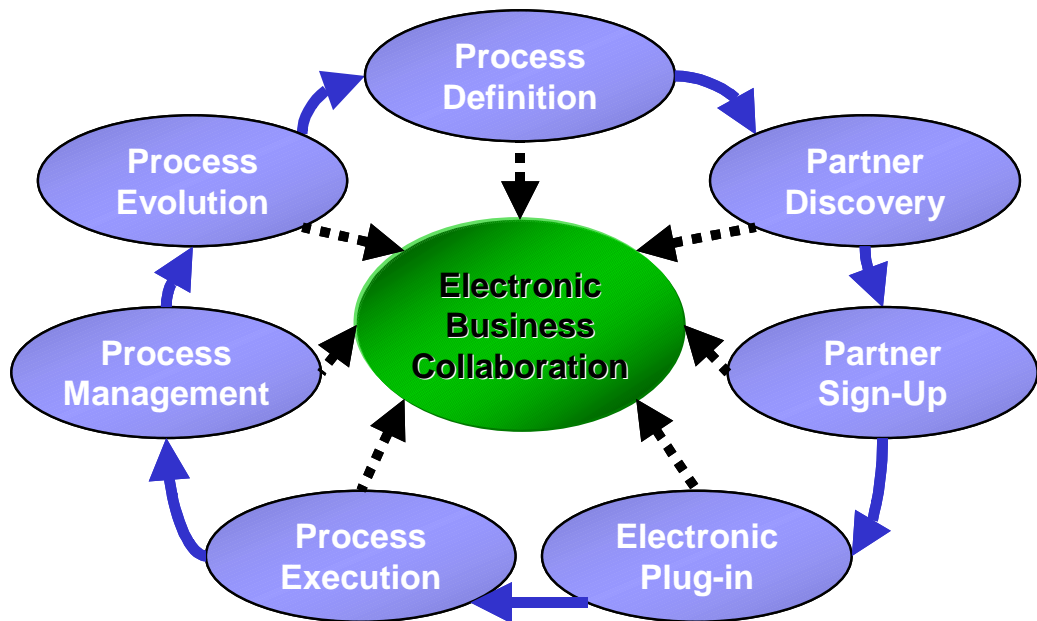 Process
Definition
Partner
Discovery
Partner
Sign-Up
Electronic
Plug-in
Process
Execution
Process
Management
Process
Evolution
Electronic
Business
Collaboration